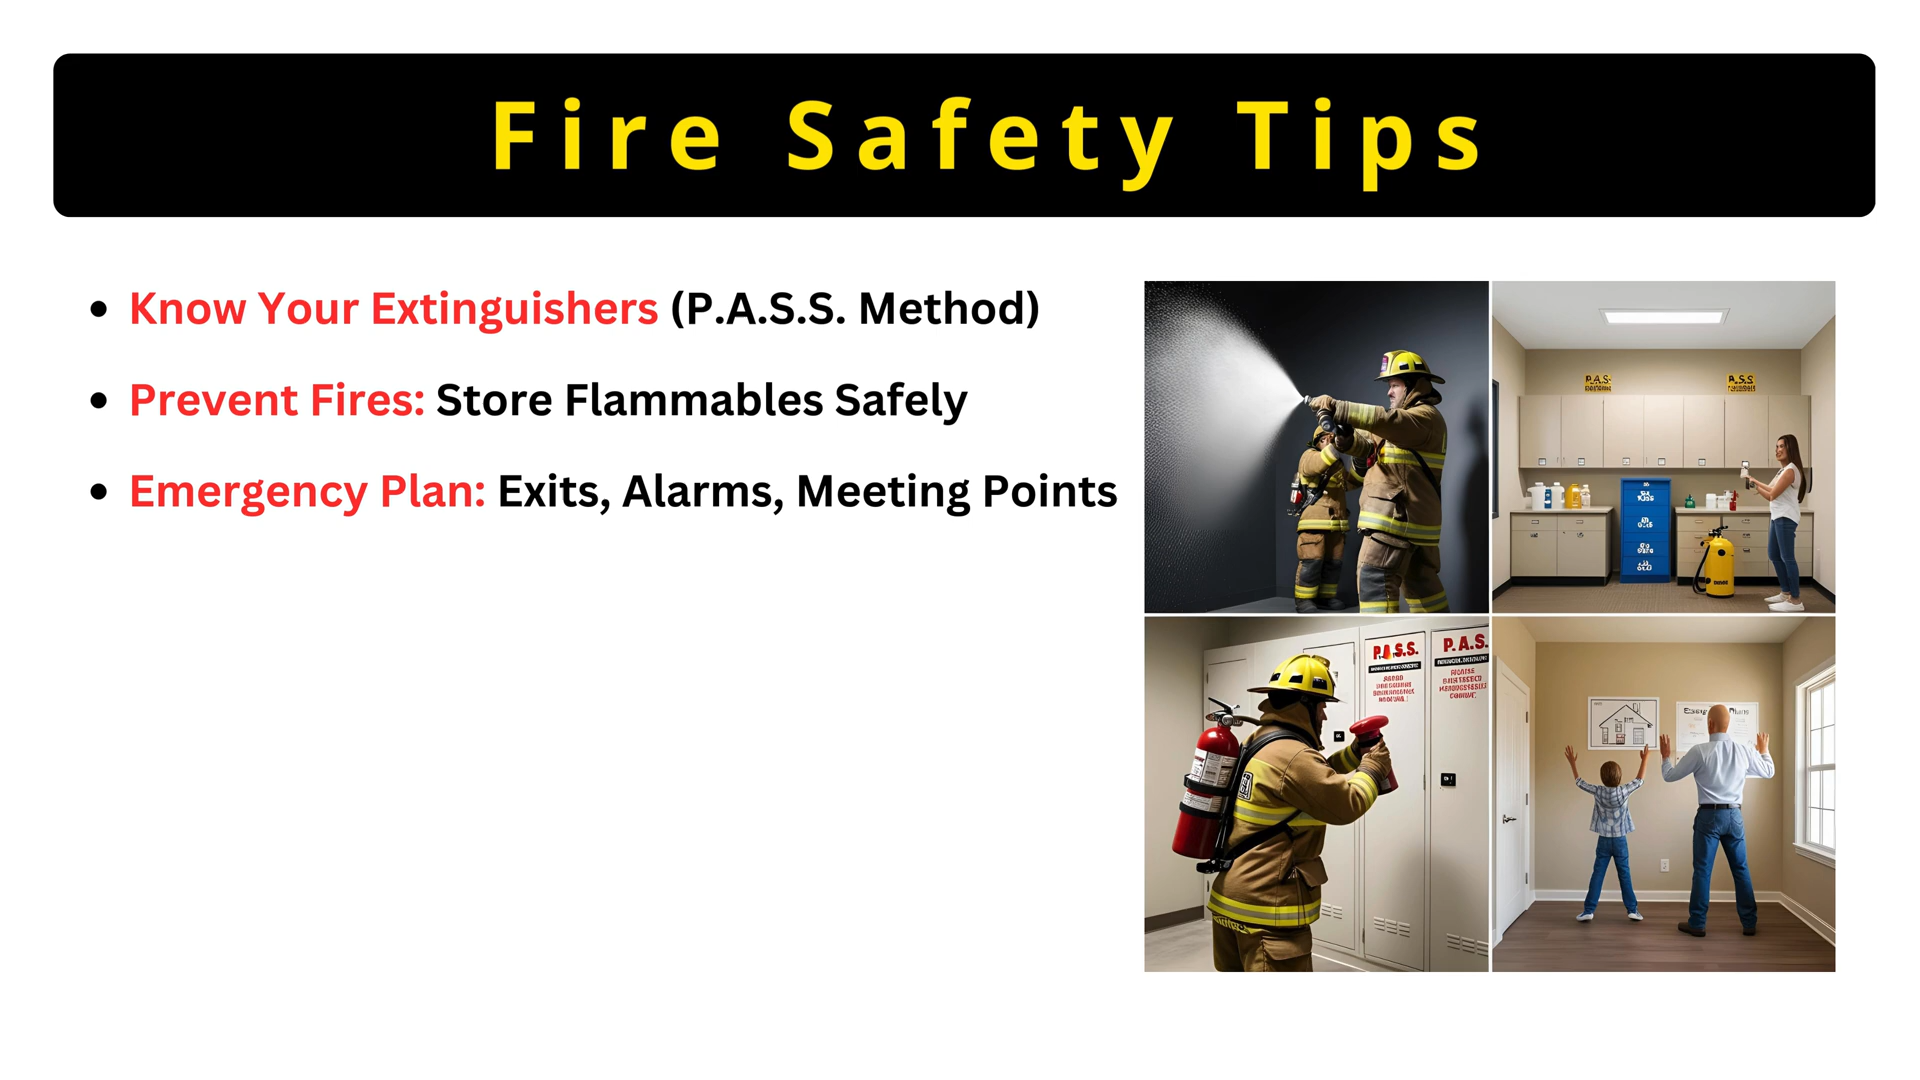 Fire Safety Tips
• Know Your Extinguishers (P.A.S.S. Method)
• Prevent Fires: Store Flammables Safely
• Emergency Plan: Exits, Alarms, Meeting Points
P.A.S.S.
P.A.S.